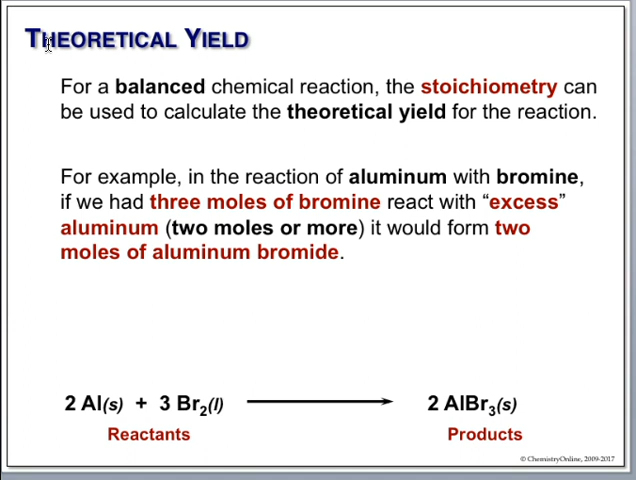 THEORETICAL YIELD
For a balanced chemical reaction, the stoichiometry can
be used to calculate the theoretical yield for the reaction.
For example, in the reaction of aluminum with bromine,
if we had three moles of bromine react with “excess”
aluminum (two moles or more) it would form two
moles of aluminum bromide.
2 Al(s) + 3 Br₂(l) ⟶ 2 AlBr₃(s)
Reactants Products
© ChemistryOnline, 2009-2017